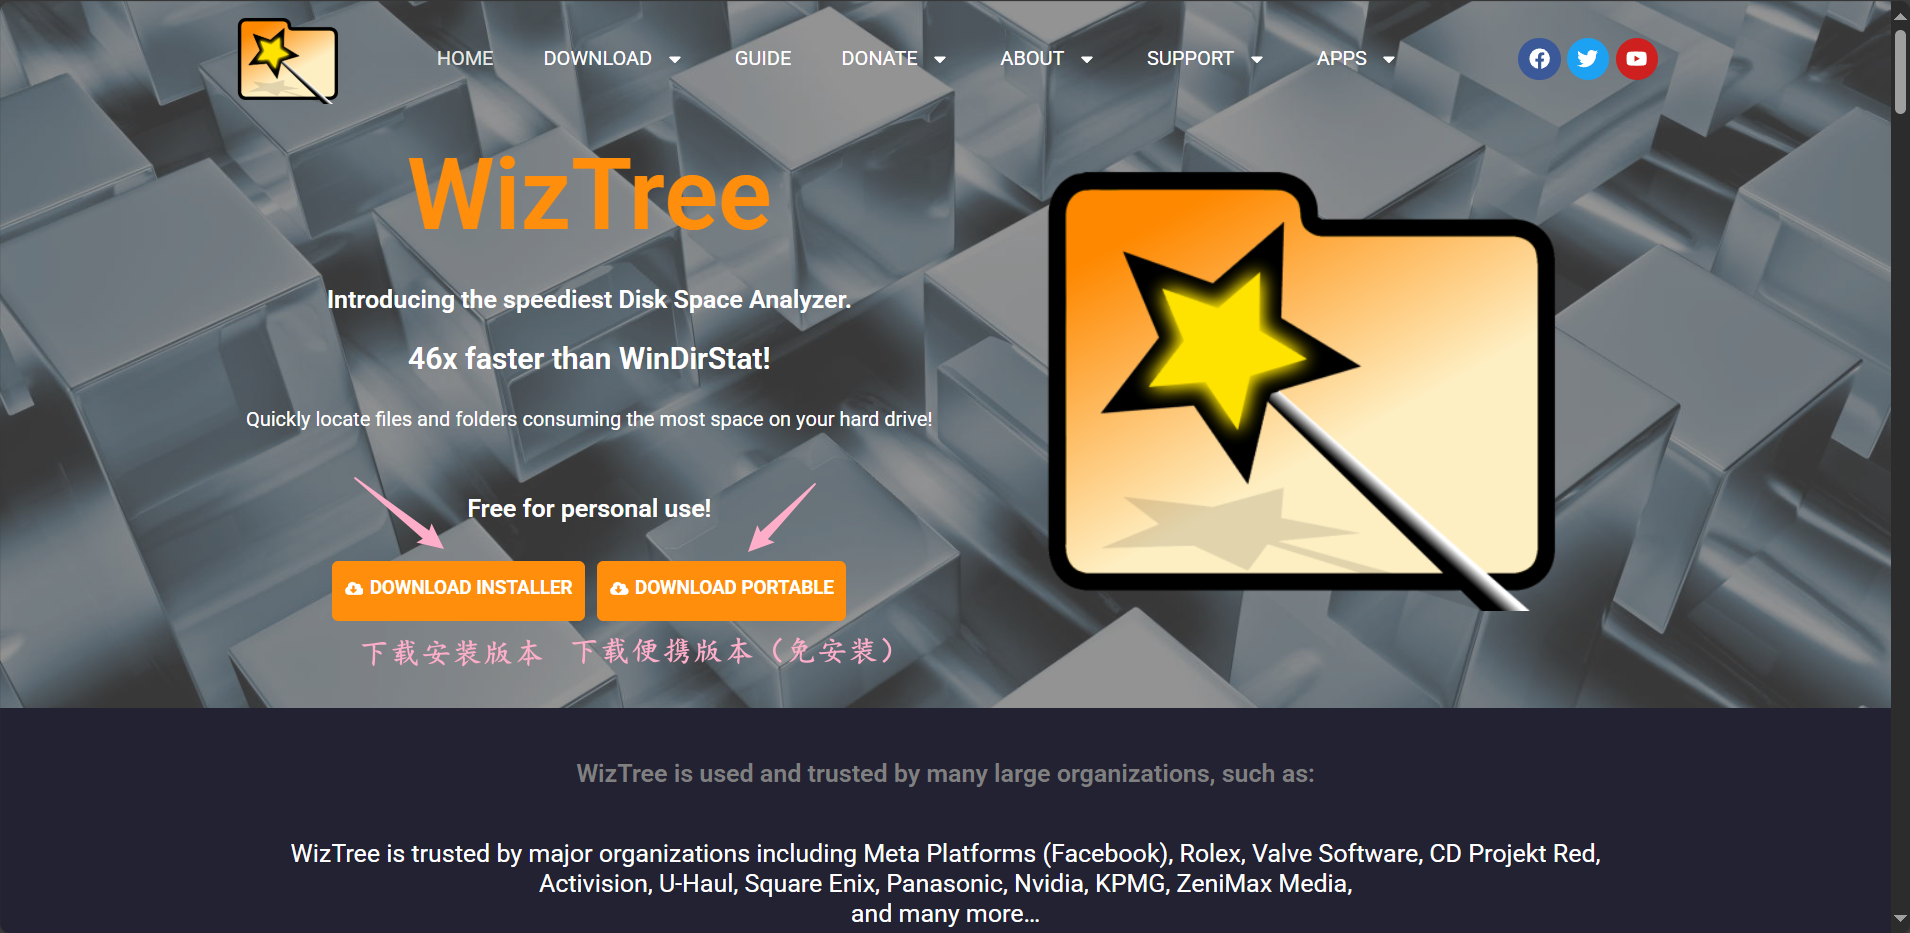 HOME DOWNLOAD GUIDE DONATE ABOUT SUPPORT APPS
WizTree
Introducing the speediest Disk Space Analyzer.
46x faster than WinDirStat!
Quickly locate files and folders consuming the most space on your hard drive!
Free for personal use!
DOWNLOAD INSTALLER DOWNLOAD PORTABLE
下载安装版本 下载便携版本（免安装）
WizTree is used and trusted by many large organizations, such as:
WizTree is trusted by major organizations including Meta Platforms (Facebook), Rolex, Valve Software, CD Projekt Red,
Activision, U-Haul, Square Enix, Panasonic, Nvidia, KPMG, ZeniMax Media,
and many more...